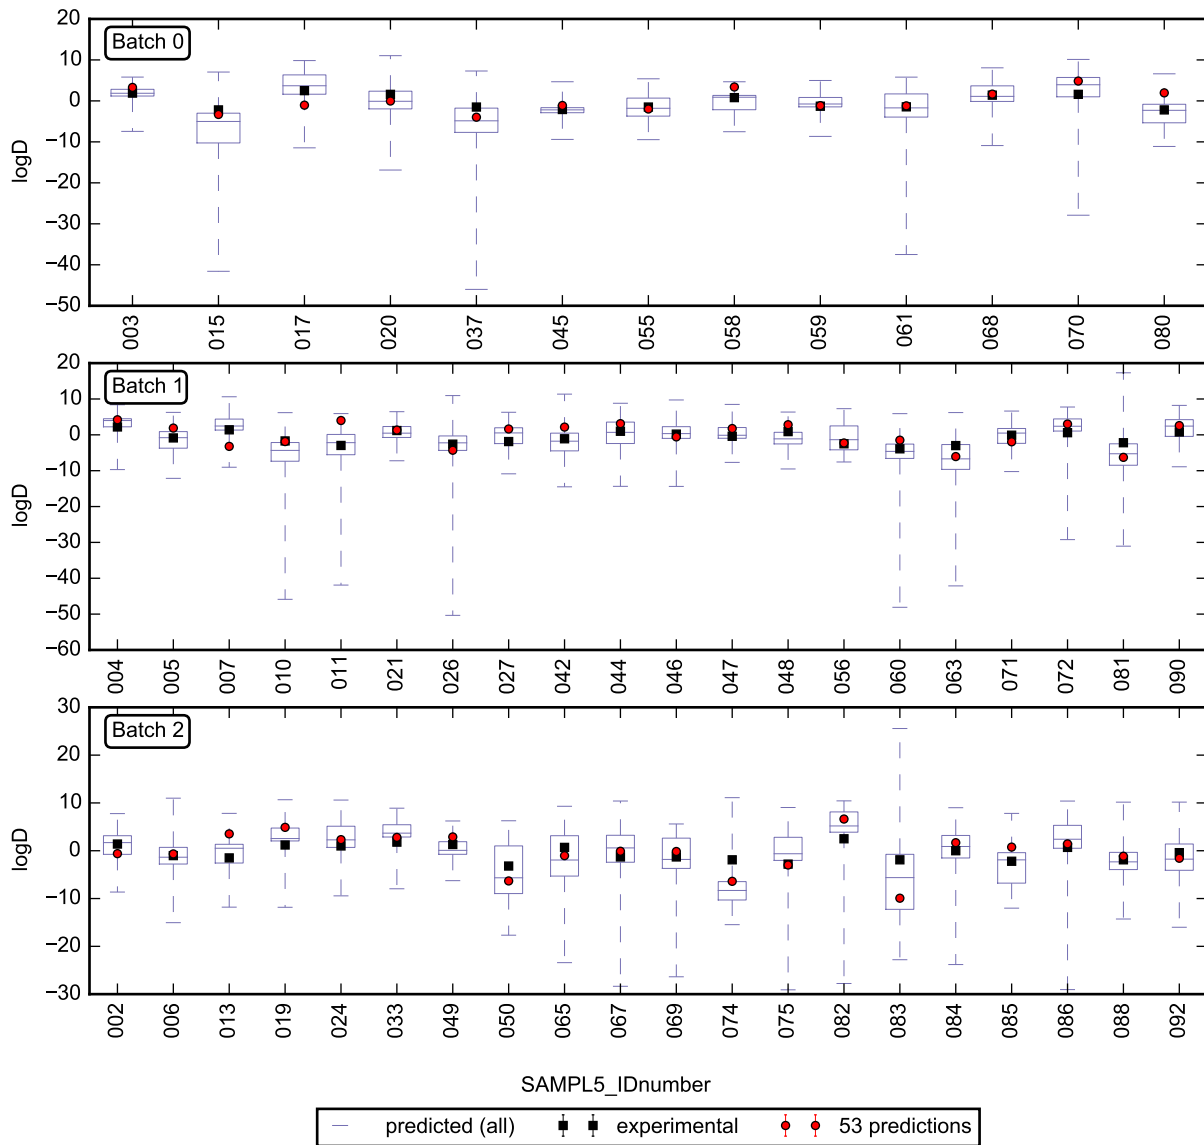 20
Batch 0
10
0
−10
−20
−30
−40
−50
logD
003 015 017 020 037 045 055 058 059 061 068 070 080
20
Batch 1
10
0
−10
−20
−30
−40
−50
−60
logD
004 005 007 010 011 021 026 027 042 044 046 047 048 056 060 063 071 072 081 090
30
Batch 2
20
10
0
−10
−20
−30
logD
002 006 013 019 024 033 049 050 065 067 069 074 075 082 083 084 085 086 088 092
SAMPL5_IDnumber
predicted (all) experimental 53 predictions